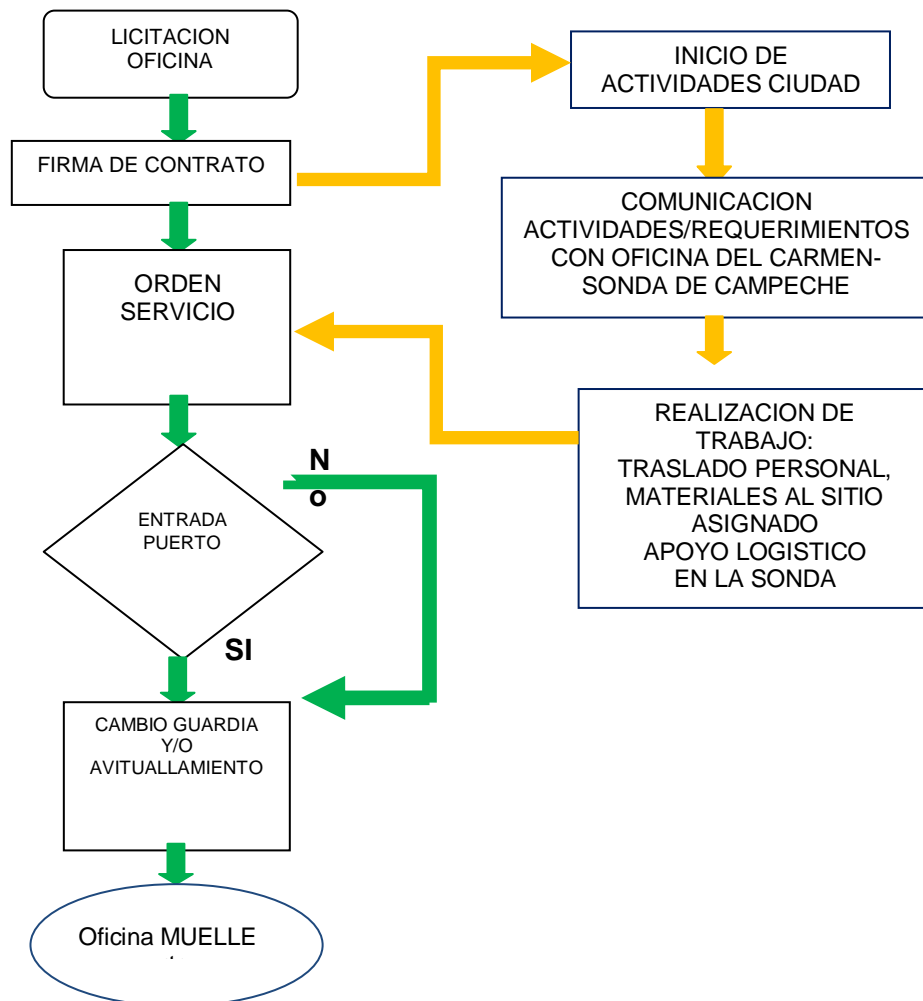 LICITACION
OFICINA
FIRMA DE CONTRATO
ORDEN
SERVICIO
ENTRADA
PUERTO
N
o
SI
CAMBIO GUARDIA
Y/O
AVITUALLAMIENTO
Oficina MUELLE
INICIO DE
ACTIVIDADES CIUDAD
COMUNICACION
ACTIVIDADES/REQUERIMIENTOS
CON OFICINA DEL CARMEN-
SONDA DE CAMPECHE
REALIZACION DE
TRABAJO:
TRASLADO PERSONAL,
MATERIALES AL SITIO
ASIGNADO
APOYO LOGISTICO
EN LA SONDA